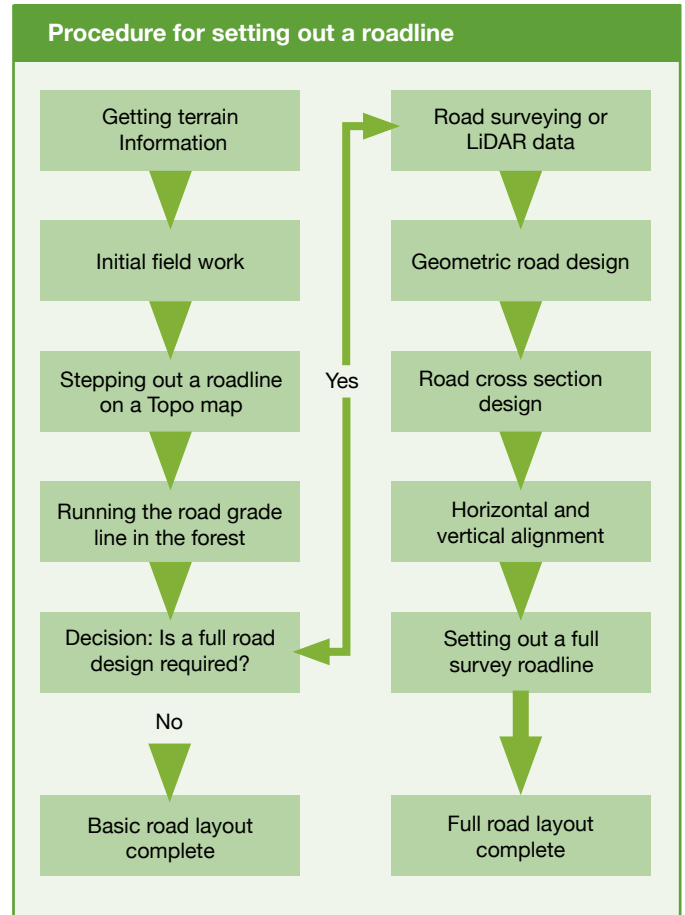 Procedure for setting out a roadline
Getting terrain
Information
Initial field work
Stepping out a roadline
on a Topo map
Running the road grade
line in the forest
Decision: Is a full road
design required?
No
Basic road layout
complete
Yes
Road surveying or
LiDAR data
Geometric road design
Road cross section
design
Horizontal and
vertical alignment
Setting out a full
survey roadline
Full road layout
complete